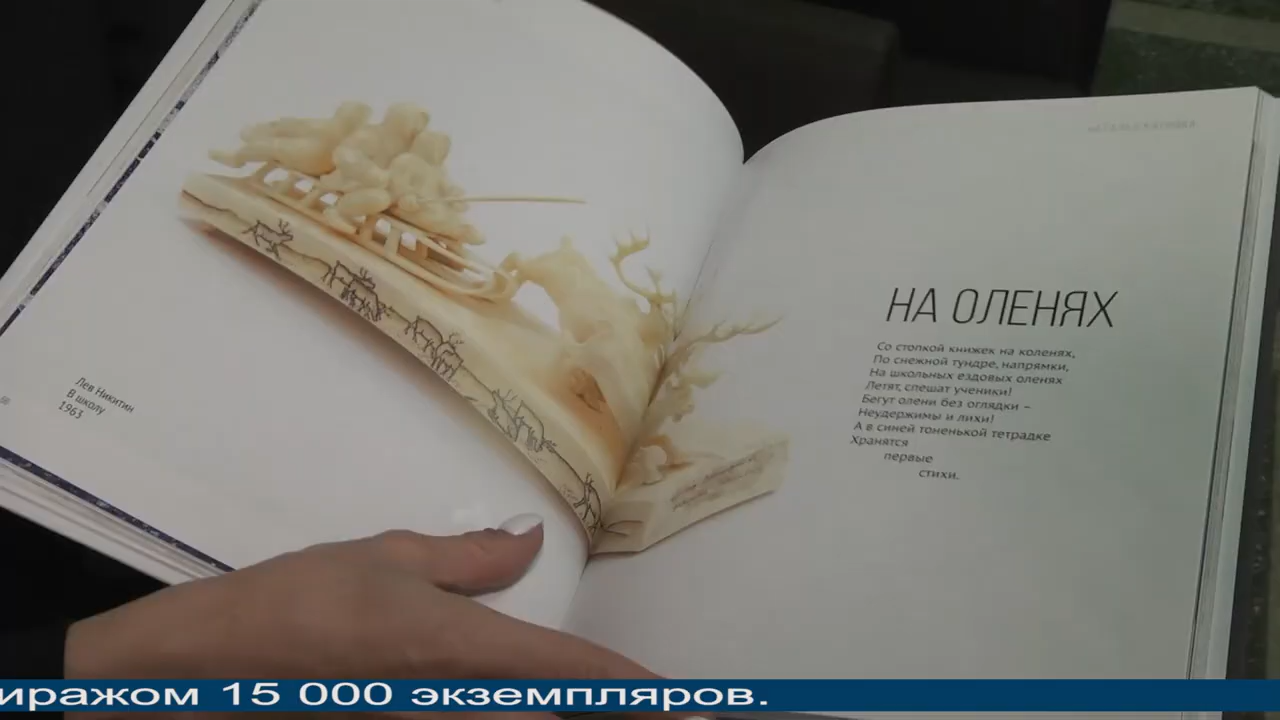 Лев Никитин
В школу
1963
НА ОЛЕНЯХ
Со стопкой книжек на коленях,
По снежной тундре, напрямки,
На школьных ездовых оленях
Летят, спешат ученики!
Бегут олени без оглядки –
Неудержимы и лихи!
А в синей тоненькой тетрадке
Хранятся
первые
стихи.
иражом 15 000 экземпляров.